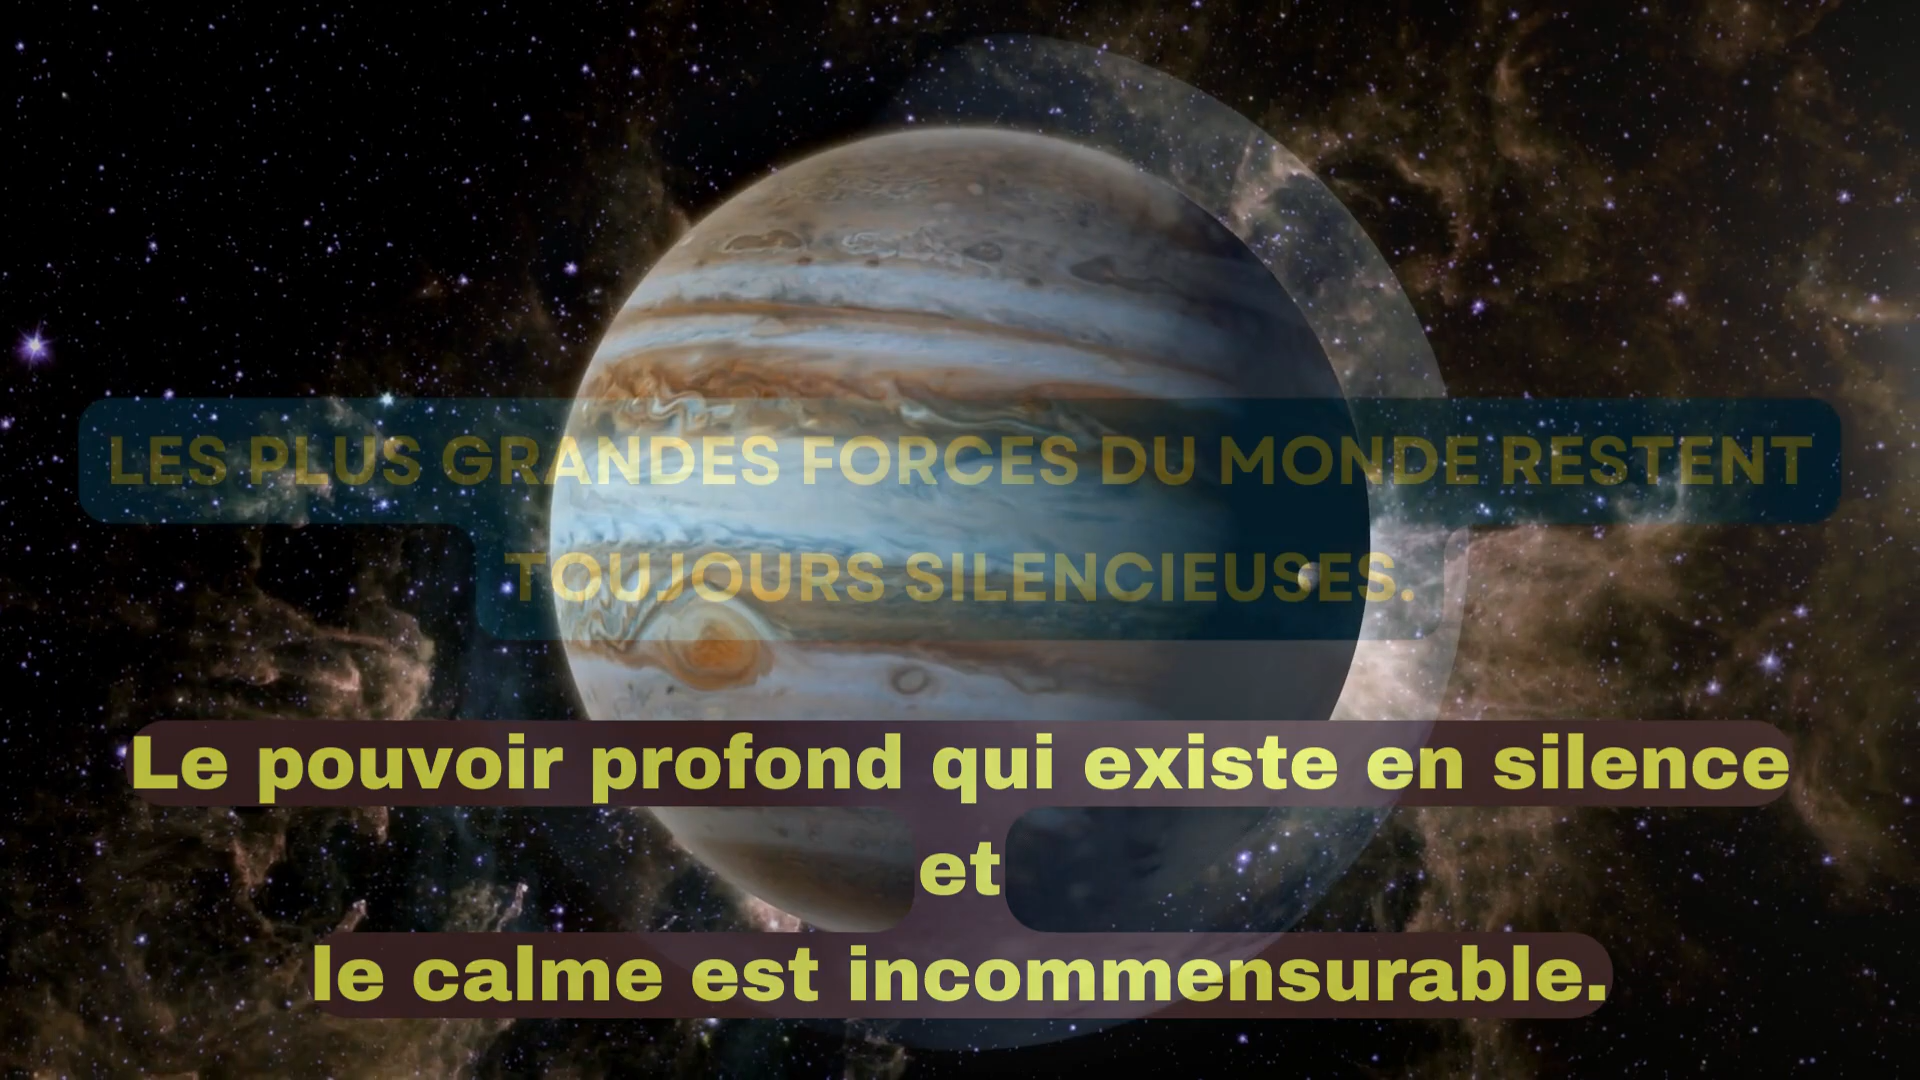 LES PLUS GRANDES FORCES DU MONDE RESTENT
TOUJOURS SILENCIEUSES.
Le pouvoir profond qui existe en silence
et
le calme est incommensurable.